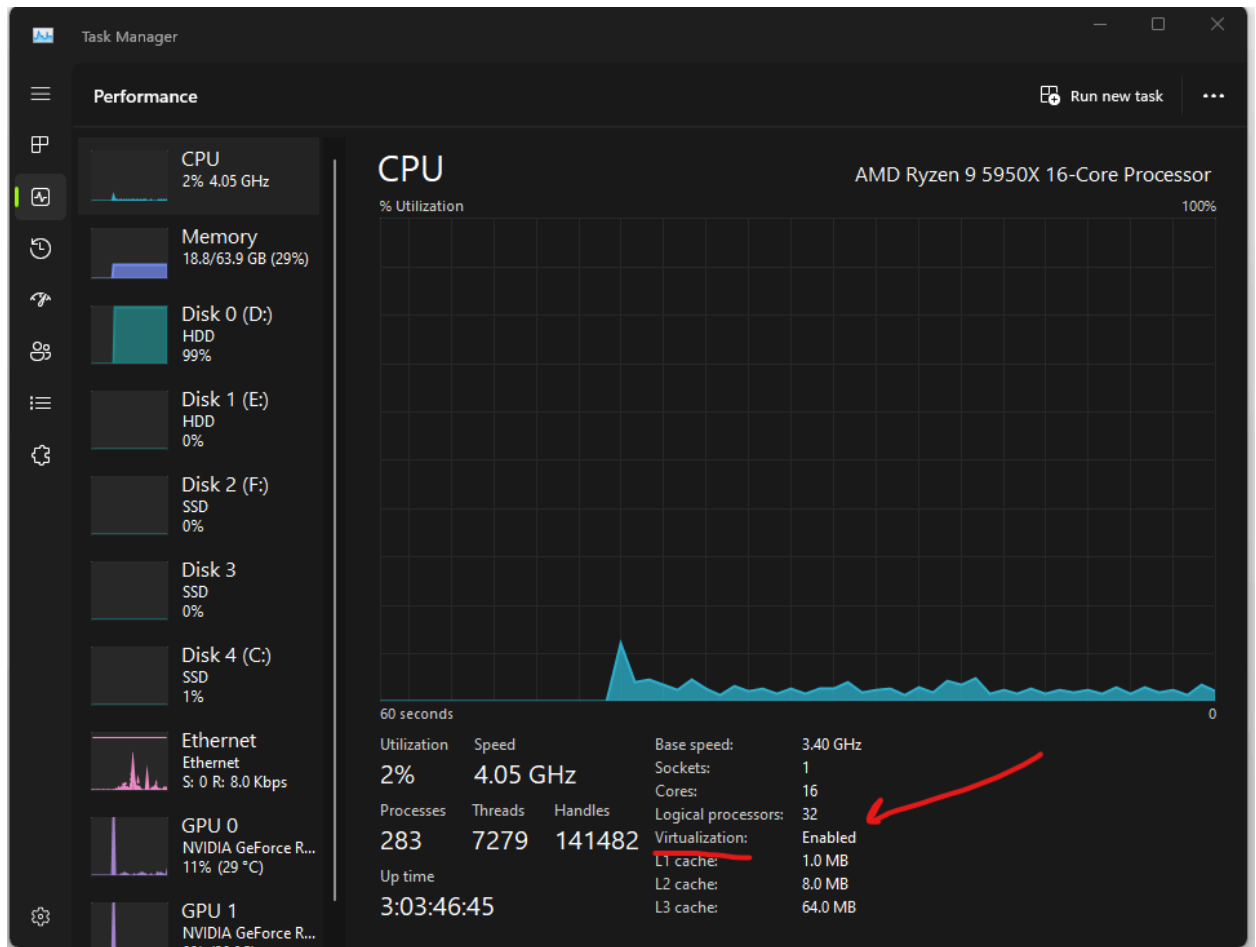 Task Manager
Performance
Run new task
CPU
2% 4.05 GHz
Memory
18.8/63.9 GB (29%)
Disk 0 (D:)
HDD
99%
Disk 1 (E:)
HDD
0%
Disk 2 (F:)
SSD
0%
Disk 3
SSD
0%
Disk 4 (C:)
SSD
1%
Ethernet
Ethernet
S: 0 R: 8.0 Kbps
GPU 0
NVIDIA GeForce R...
11% (29 °C)
GPU 1
NVIDIA GeForce R...
CPU AMD Ryzen 9 5950X 16-Core Processor
% Utilization 100%
60 seconds 0
Utilization Speed
2% 4.05 GHz
Processes Threads Handles
283 7279 141482
Up time
3:03:46:45
Base speed: 3.40 GHz
Sockets: 1
Cores: 16
Logical processors: 32
Virtualization: Enabled
L1 cache: 1.0 MB
L2 cache: 8.0 MB
L3 cache: 64.0 MB